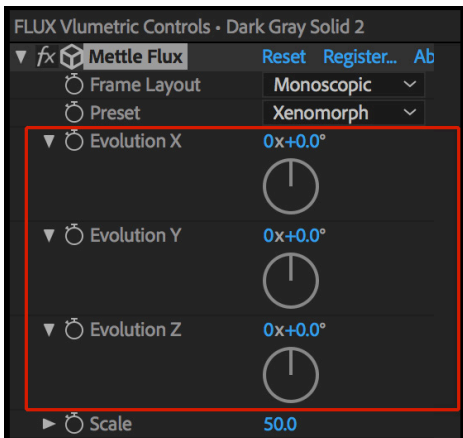 FLUX Vlumetric Controls • Dark Gray Solid 2
fx Mettle Flux Reset Register... Ab
Frame Layout Monoscopic
Preset Xenomorph
Evolution X 0x+0.0°
Evolution Y 0x+0.0°
Evolution Z 0x+0.0°
Scale 50.0